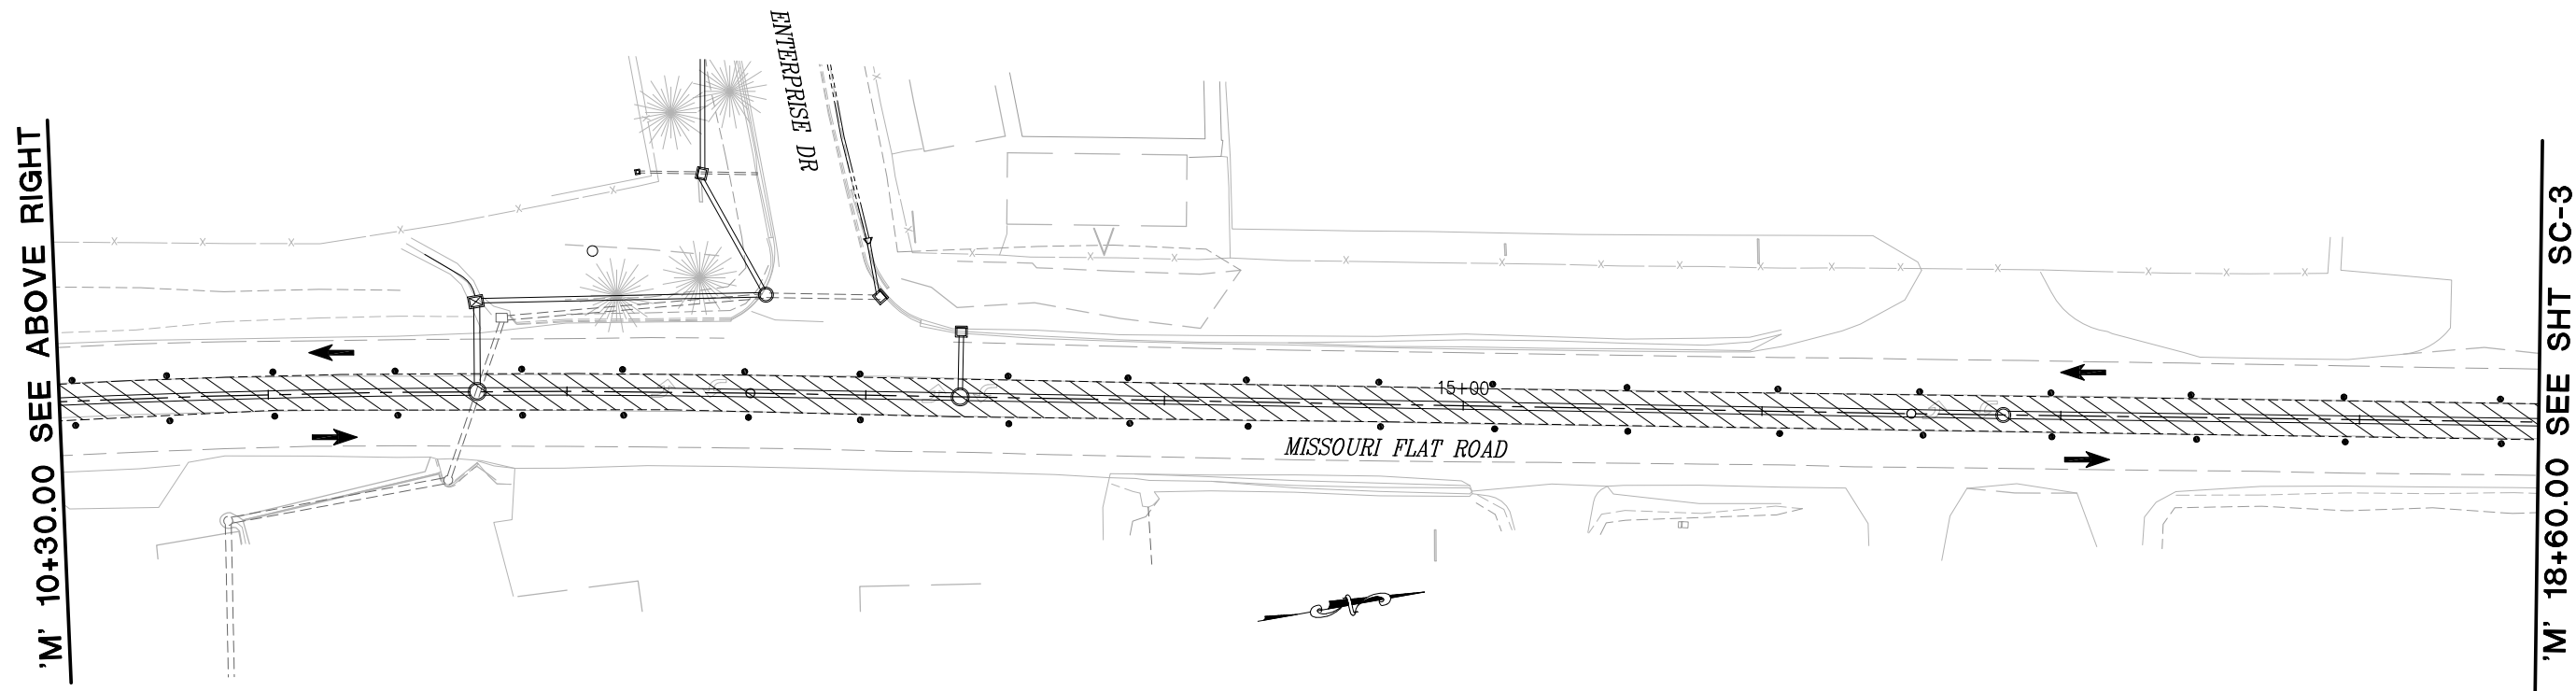 'M' 10+30.00 SEE ABOVE RIGHT
ENTERPRISE DR
15+00
MISSOURI FLAT ROAD
'M' 18+60.00 SEE SHT SC-3